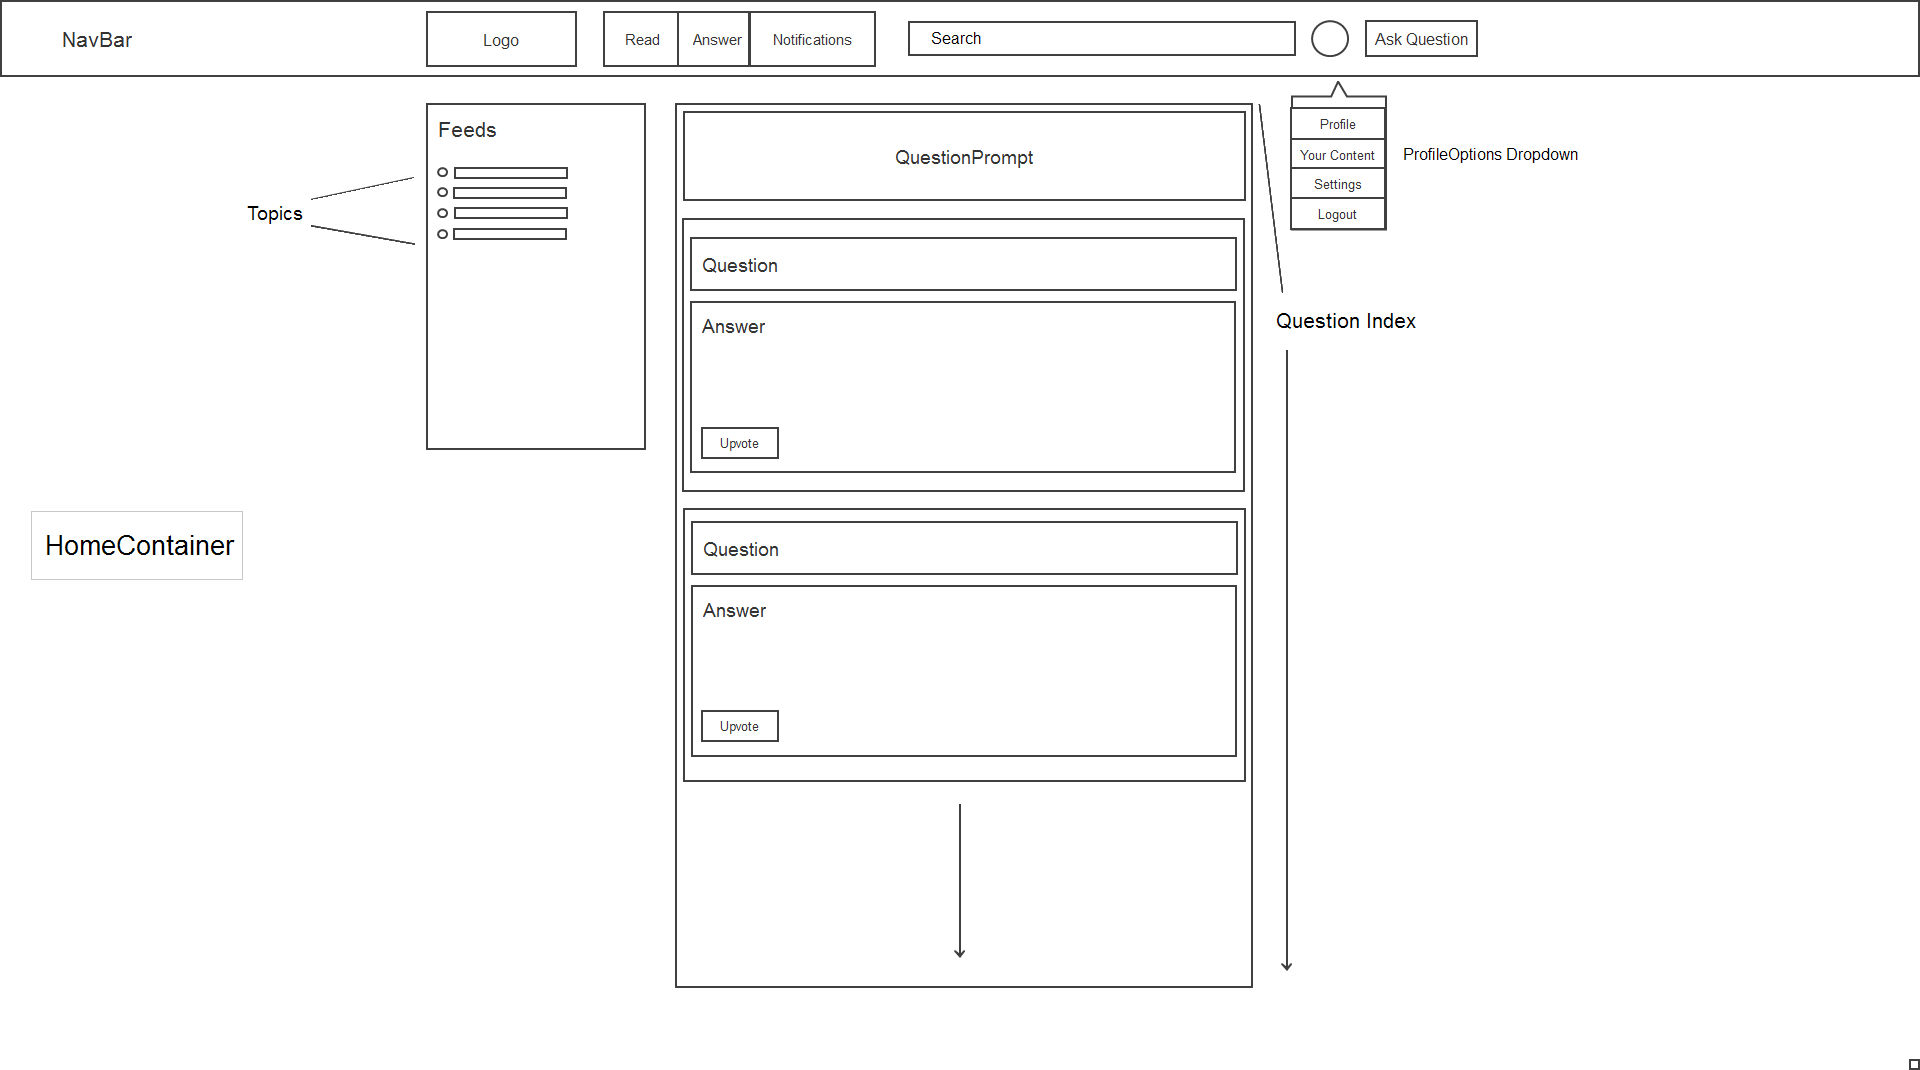 NavBar
Logo
Read
Answer
Notifications
Search
Ask Question
Feeds
Topics
QuestionPrompt
Profile
Your Content
Settings
Logout
ProfileOptions Dropdown
Question
Answer
Upvote
Question Index
HomeContainer
Question
Answer
Upvote